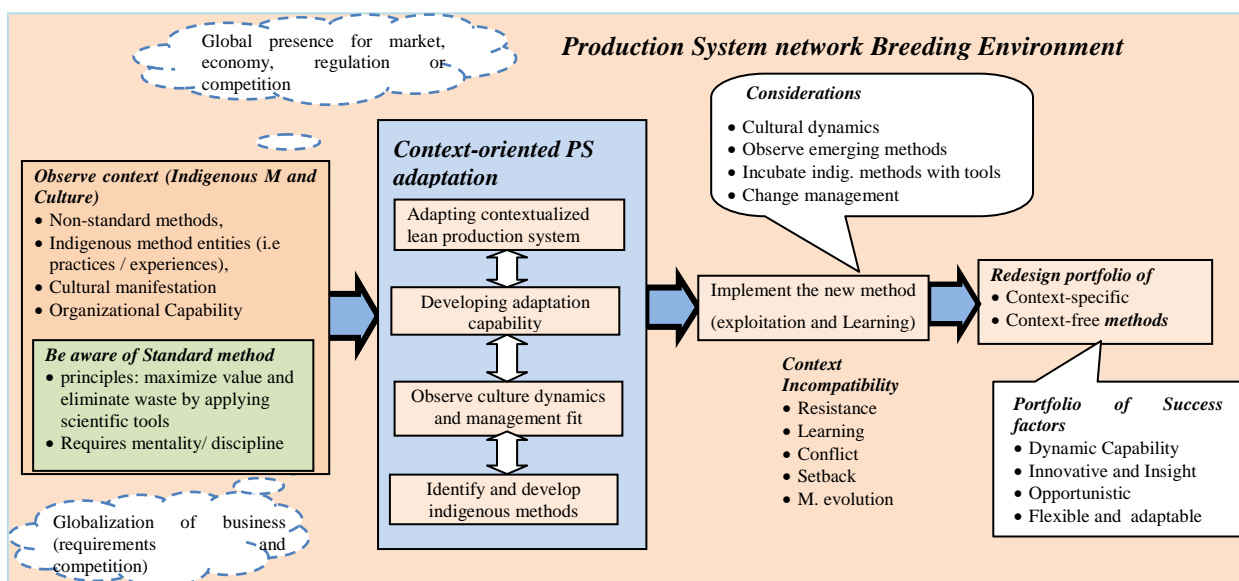 Global presence for market,
economy, regulation or
competition
Production System network Breeding Environment
Considerations
• Cultural dynamics
• Observe emerging methods
• Incubate indig. methods with tools
• Change management
Observe context (Indigenous M and
Culture)
• Non-standard methods,
• Indigenous method entities (i.e
practices / experiences),
• Cultural manifestation
• Organizational Capability
Be aware of Standard method
• principles: maximize value and
eliminate waste by applying
scientific tools
• Requires mentality/ discipline
Globalization of business
(requirements and
competition)
Context-oriented PS
adaptation
Adapting contextualized
lean production system
Developing adaptation
capability
Observe culture dynamics
and management fit
Identify and develop
indigenous methods
Implement the new method
(exploitation and Learning)
Context
Incompatibility
• Resistance
• Learning
• Conflict
• Setback
• M. evolution
Redesign portfolio of
• Context-specific
• Context-free methods
Portfolio of Success
factors
• Dynamic Capability
• Innovative and Insight
• Opportunistic
• Flexible and adaptable